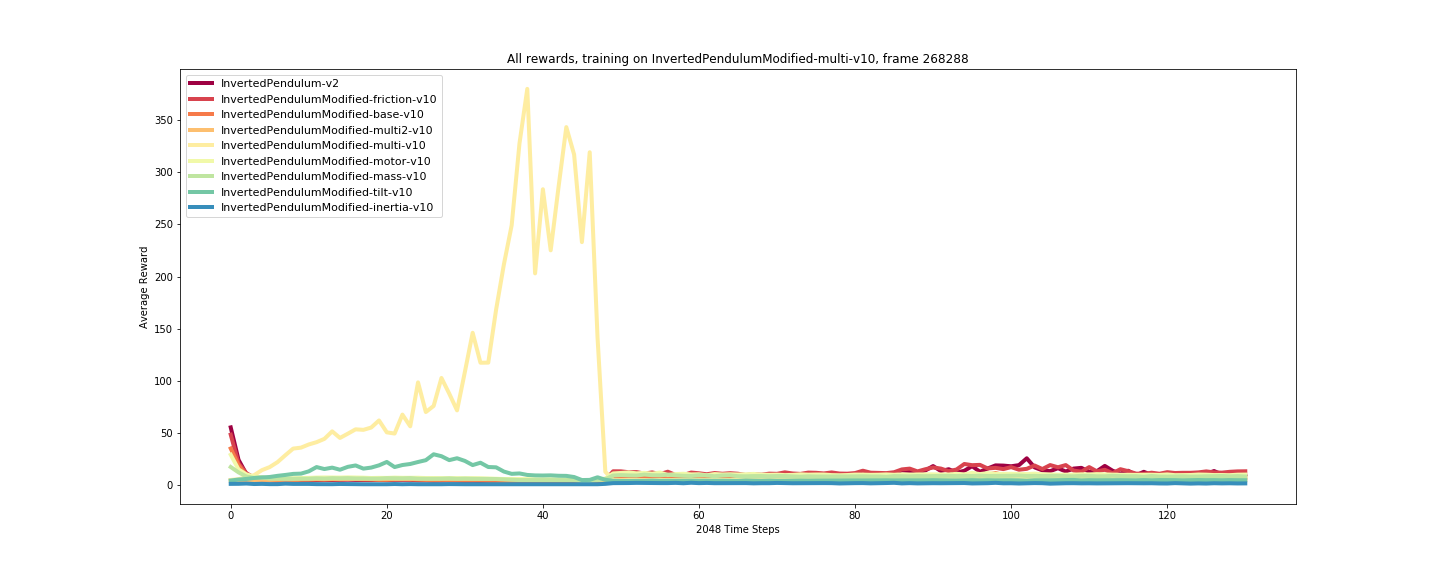 All rewards, training on InvertedPendulumModified-multi-v10, frame 268288
InvertedPendulum-v2
InvertedPendulumModified-friction-v10
InvertedPendulumModified-base-v10
InvertedPendulumModified-multi2-v10
InvertedPendulumModified-multi-v10
InvertedPendulumModified-motor-v10
InvertedPendulumModified-mass-v10
InvertedPendulumModified-tilt-v10
InvertedPendulumModified-inertia-v10
Average Reward
350
300
250
200
150
100
50
0
0 20 40 60 80 100 120
2048 Time Steps